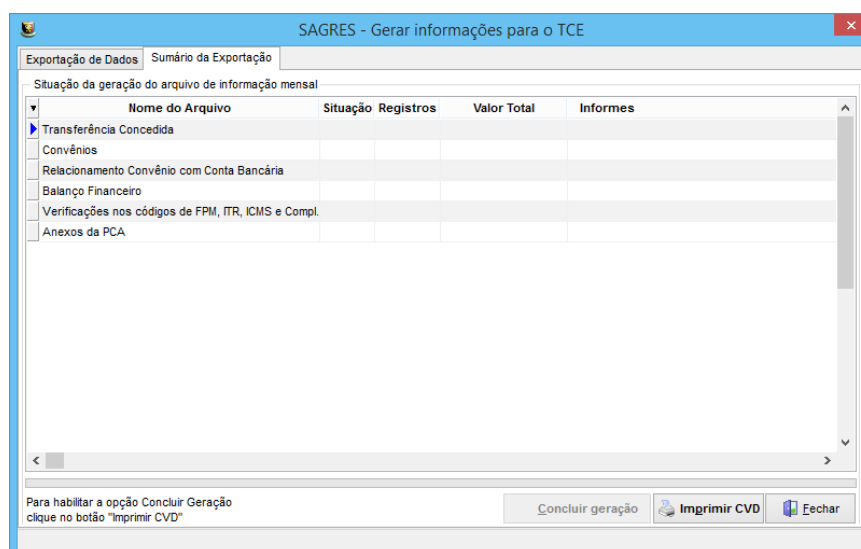 SAGRES - Gerar informações para o TCE
Exportação de Dados Sumário da Exportação
Situação da geração do arquivo de informação mensal
Nome do Arquivo Situação Registros Valor Total Informes
Transferência Concedida
Convênios
Relacionamento Convênio com Conta Bancária
Balanço Financeiro
Verificações nos códigos de FPM, ITR, ICMS e Compl.
Anexos da PCA
Para habilitar a opção Concluir Geração
clique no botão "Imprimir CVD"
Concluir geração Imprimir CVD Fechar